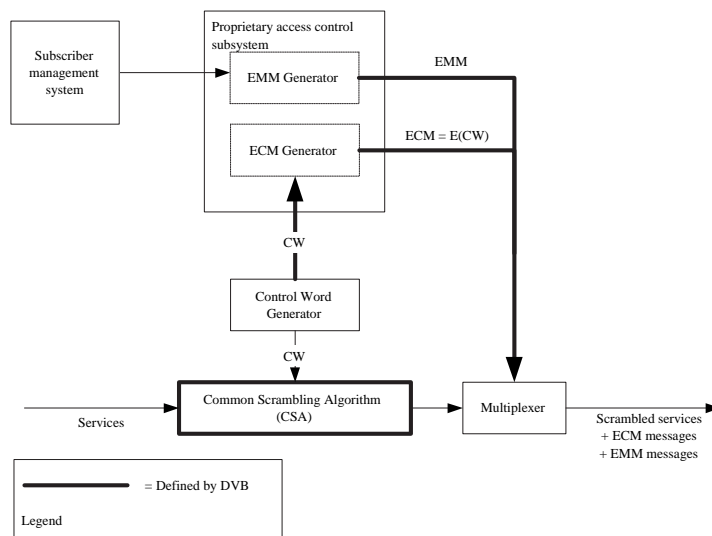 Proprietary access control
subsystem
Subscriber
management
system
EMM Generator
EMM
ECM Generator
ECM = E(CW)
CW
Control Word
Generator
CW
Common Scrambling Algorithm
(CSA)
Multiplexer
Services
Scrambled services
+ ECM messages
+ EMM messages
= Defined by DVB
Legend